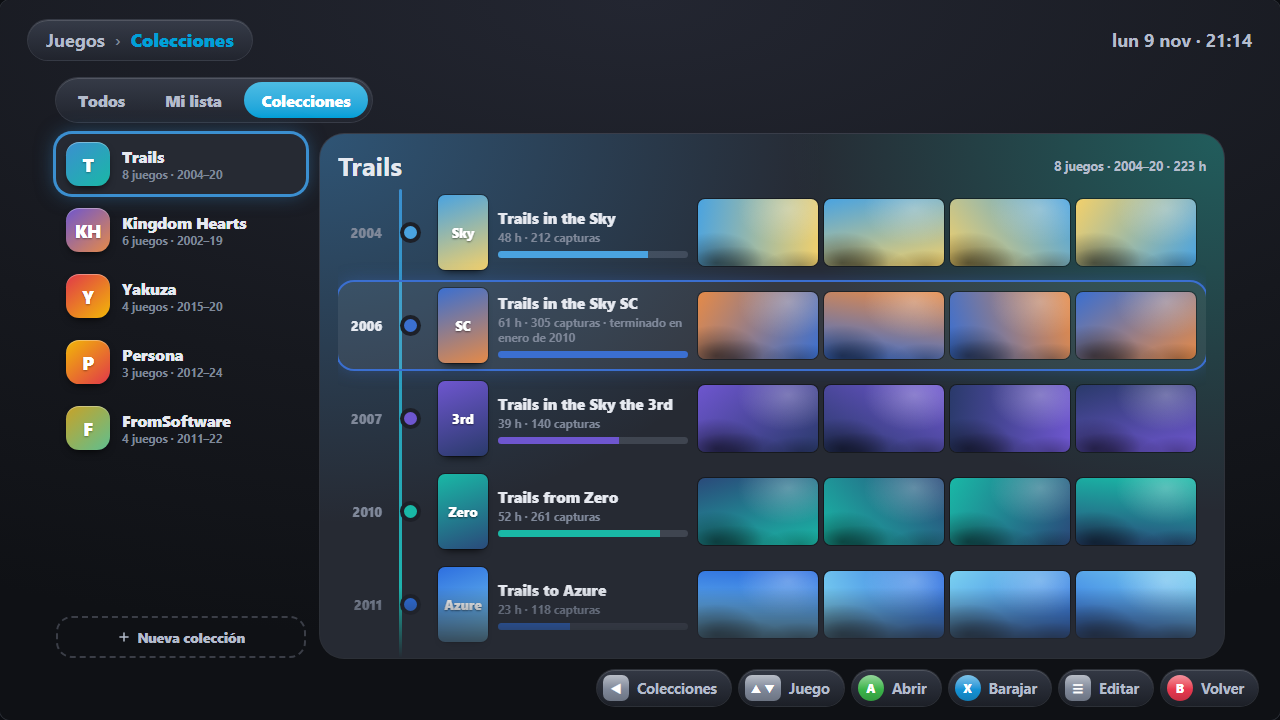 Juegos › Colecciones
lun 9 nov · 21:14
Todos
Mi lista
Colecciones
T
Trails
8 juegos · 2004–20
KH
Kingdom Hearts
6 juegos · 2002–19
Y
Yakuza
4 juegos · 2015–20
P
Persona
3 juegos · 2012–24
F
FromSoftware
4 juegos · 2011–22
+ Nueva colección
Trails
8 juegos · 2004–20 · 223 h
2004
Sky
Trails in the Sky
48 h · 212 capturas
2006
SC
Trails in the Sky SC
61 h · 305 capturas · terminado en
enero de 2010
2007
3rd
Trails in the Sky the 3rd
39 h · 140 capturas
2010
Zero
Trails from Zero
52 h · 261 capturas
2011
Azure
Trails to Azure
23 h · 118 capturas
◀ Colecciones
▲▼ Juego
A Abrir
X Barajar
☰ Editar
B Volver